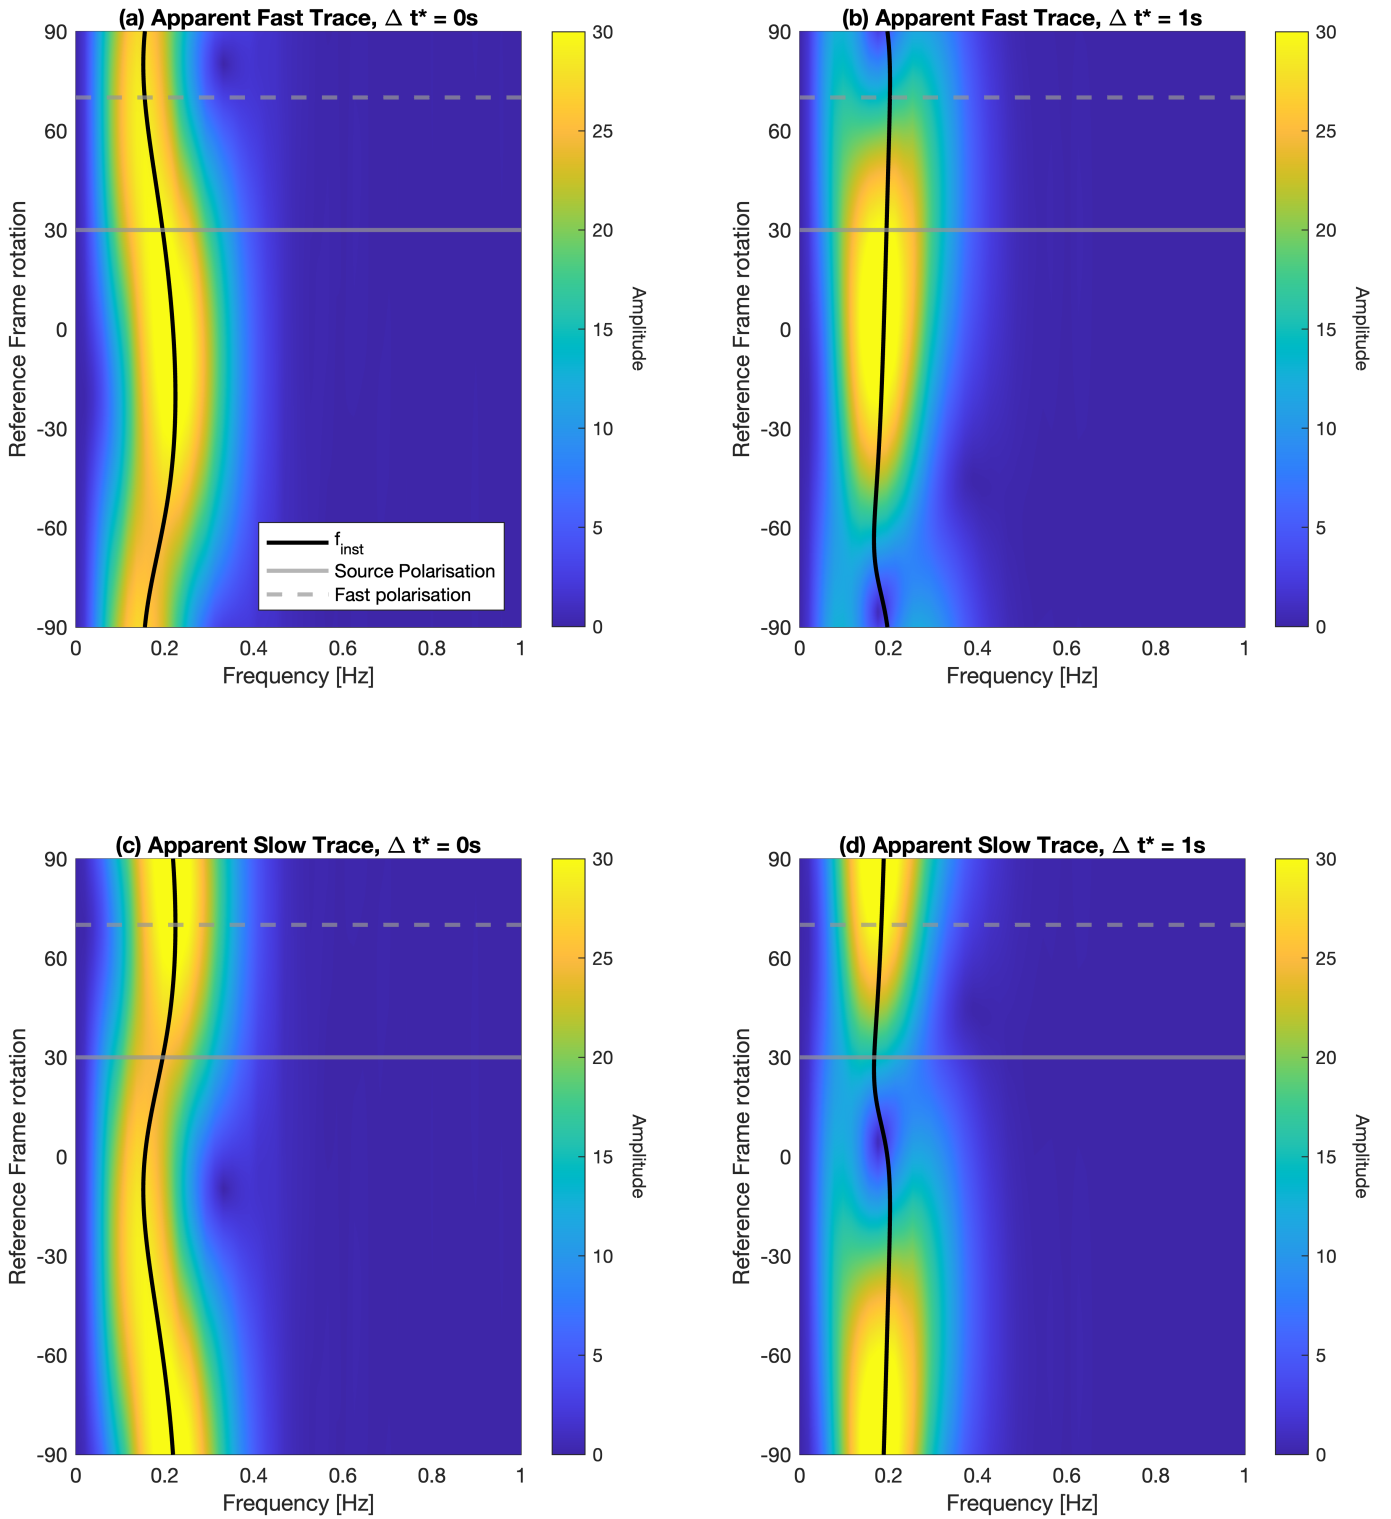 (a) Apparent Fast Trace, Δ t* = 0s
90
60
30
0
-30
-60
-90
Reference Frame rotation
0 0.2 0.4 0.6 0.8 1
Frequency [Hz]
f_inst
Source Polarisation
Fast polarisation
30
25
20
15
10
5
0
Amplitude
(b) Apparent Fast Trace, Δ t* = 1s
90
60
30
0
-30
-60
-90
Reference Frame rotation
0 0.2 0.4 0.6 0.8 1
Frequency [Hz]
30
25
20
15
10
5
0
Amplitude
(c) Apparent Slow Trace, Δ t* = 0s
90
60
30
0
-30
-60
-90
Reference Frame rotation
0 0.2 0.4 0.6 0.8 1
Frequency [Hz]
30
25
20
15
10
5
0
Amplitude
(d) Apparent Slow Trace, Δ t* = 1s
90
60
30
0
-30
-60
-90
Reference Frame rotation
0 0.2 0.4 0.6 0.8 1
Frequency [Hz]
30
25
20
15
10
5
0
Amplitude